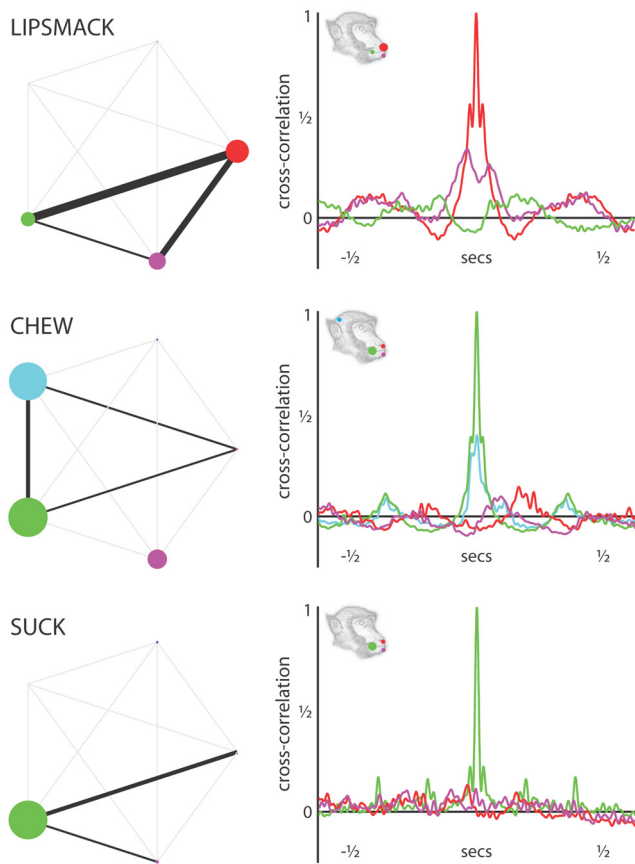 LIPSMACK
1
½
0
cross-correlation
-½ secs ½
CHEW
1
½
0
cross-correlation
-½ secs ½
SUCK
1
½
0
cross-correlation
-½ secs ½